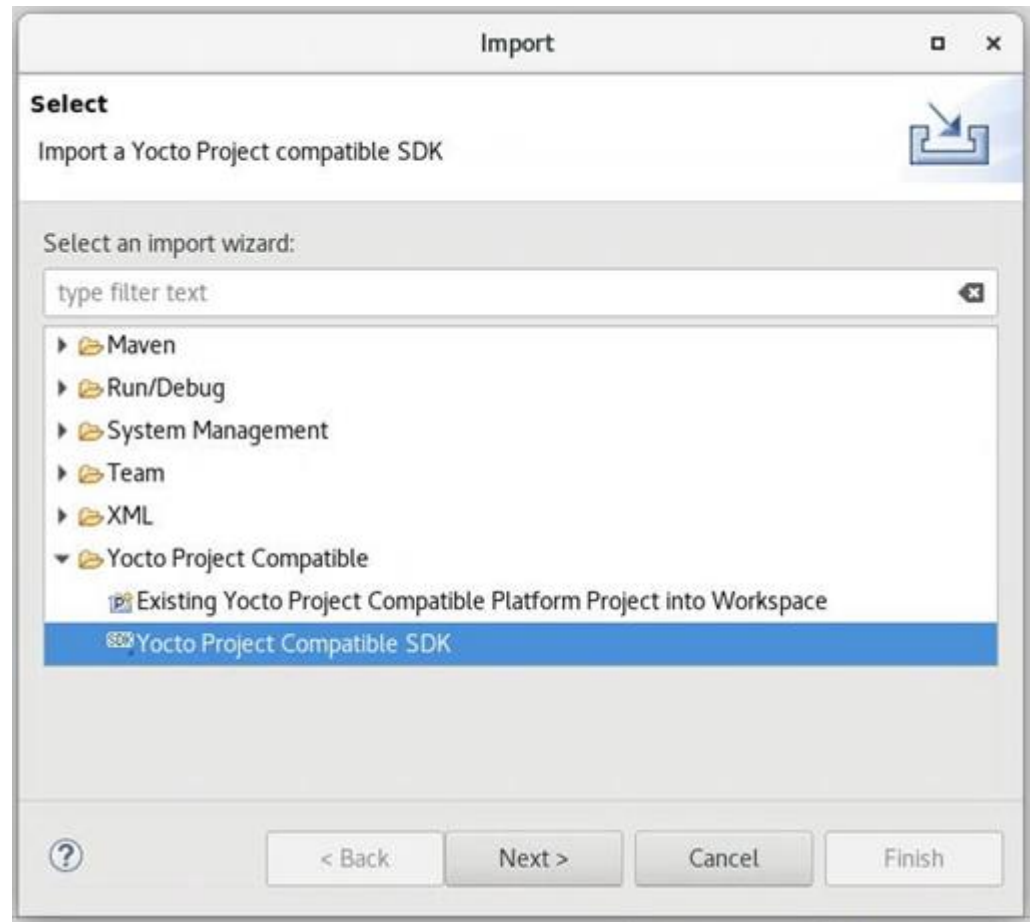 Import
Select
Import a Yocto Project compatible SDK
Select an import wizard:
type filter text
Maven
Run/Debug
System Management
Team
XML
Yocto Project Compatible
Existing Yocto Project Compatible Platform Project into Workspace
SDK Yocto Project Compatible SDK
?
< Back
Next >
Cancel
Finish